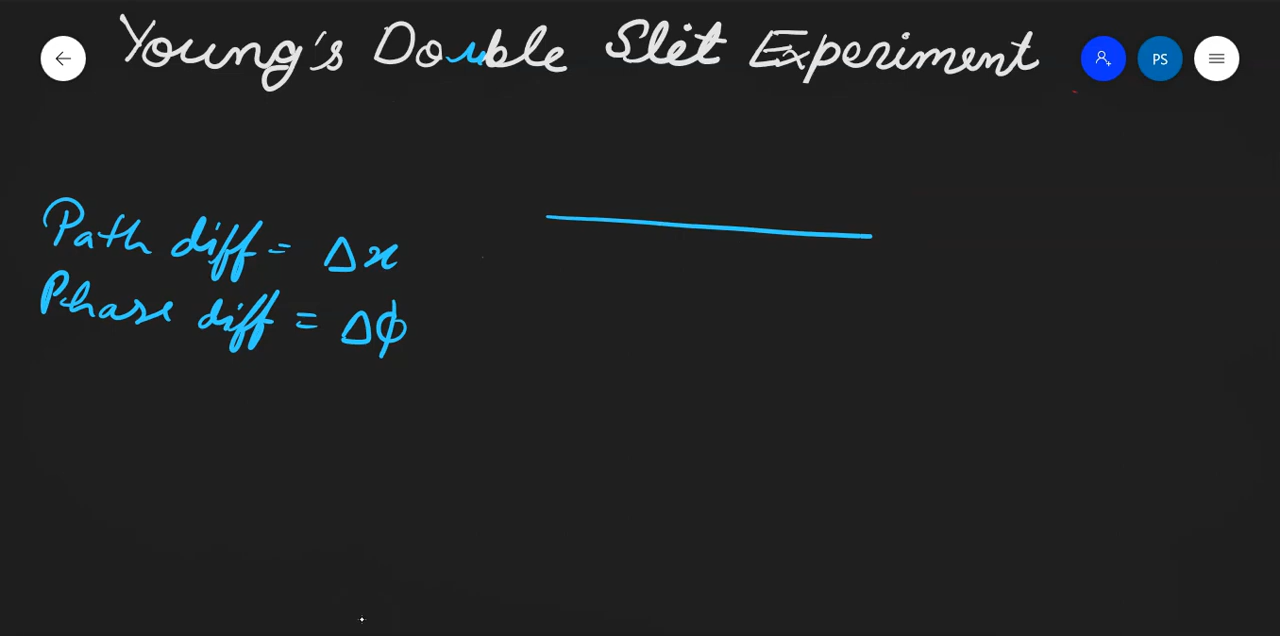 Young's Double Slit Experiment
PS
Path diff = Δx
Phase diff = Δϕ